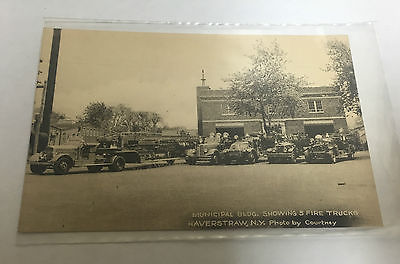 MUNICIPAL BLDG. SHOWING 5 FIRE TRUCKS
HAVERSTRAW, N.Y. Photo by Courtney